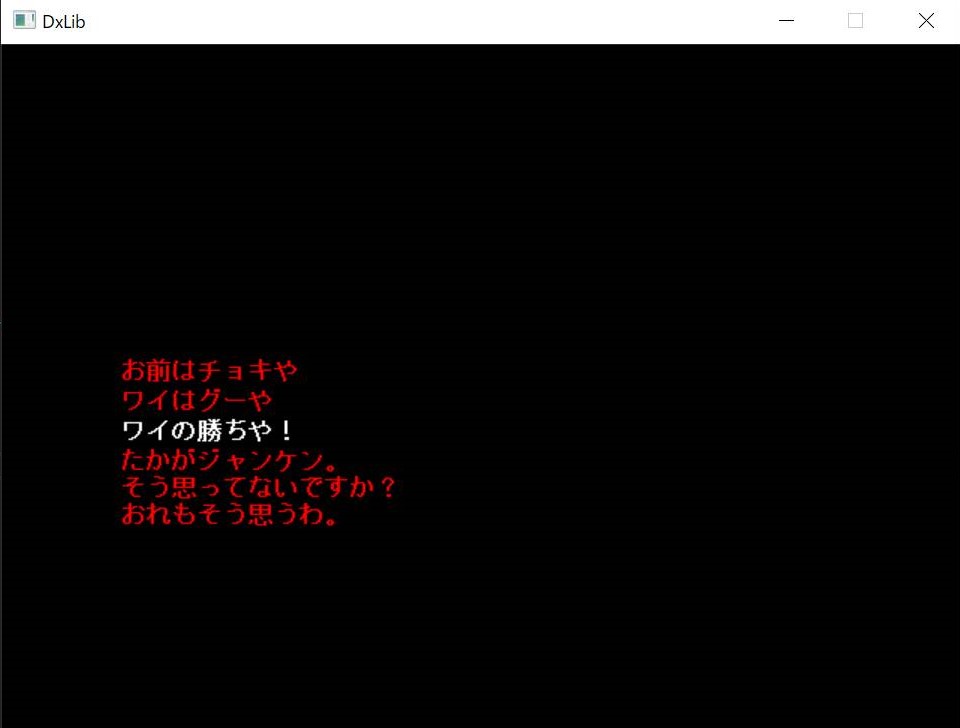 DxLib
お前はチョキや
ワイはグーや
ワイの勝ちや！
たかがジャンケン。
そう思ってないですか？
おれもそう思うわ。